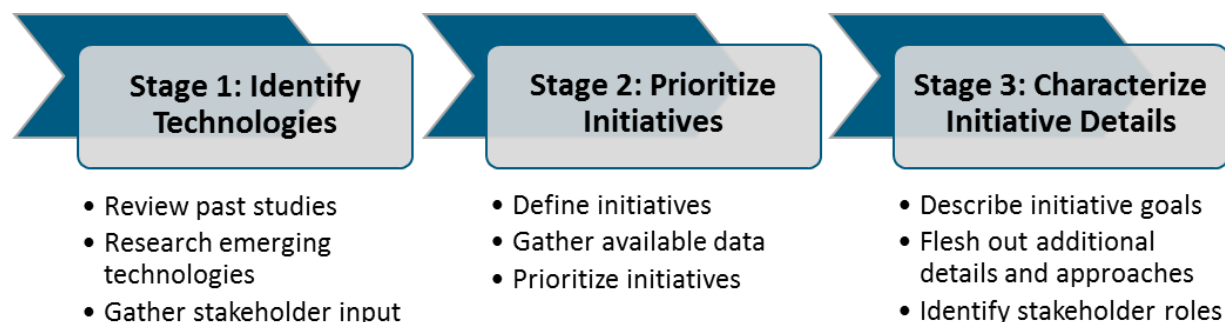 Stage 1: Identify
Technologies
• Review past studies
• Research emerging
technologies
• Gather stakeholder input
Stage 2: Prioritize
Initiatives
• Define initiatives
• Gather available data
• Prioritize initiatives
Stage 3: Characterize
Initiative Details
• Describe initiative goals
• Flesh out additional
details and approaches
• Identify stakeholder roles